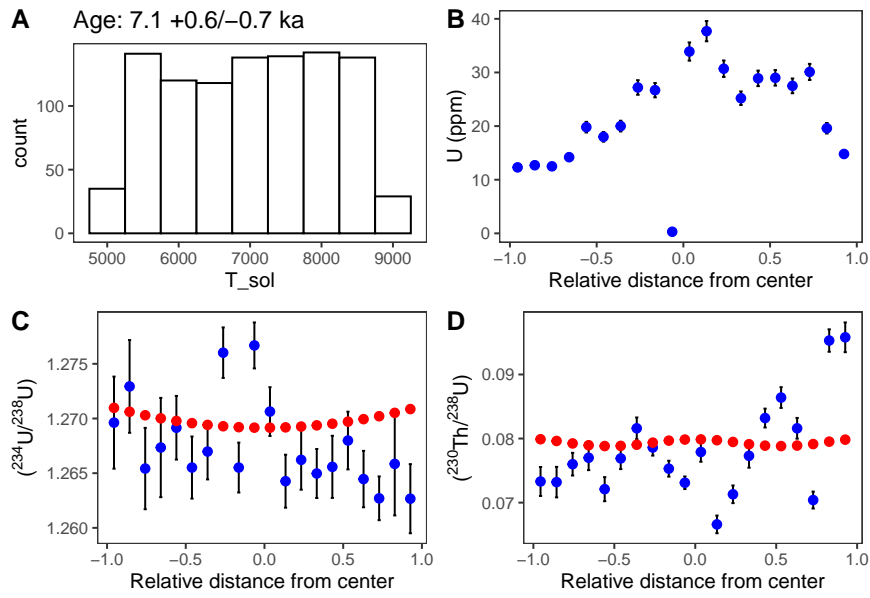 A
Age: 7.1 +0.6/−0.7 ka
count
0
50
100
5000
6000
7000
8000
9000
T_sol
B
U (ppm)
0
10
20
30
40
−1.0
−0.5
0.0
0.5
1.0
Relative distance from center
C
(²³⁴U/²³⁸U)
1.260
1.265
1.270
1.275
−1.0
−0.5
0.0
0.5
1.0
Relative distance from center
D
(²³⁰Th/²³⁸U)
0.07
0.08
0.09
−1.0
−0.5
0.0
0.5
1.0
Relative distance from center